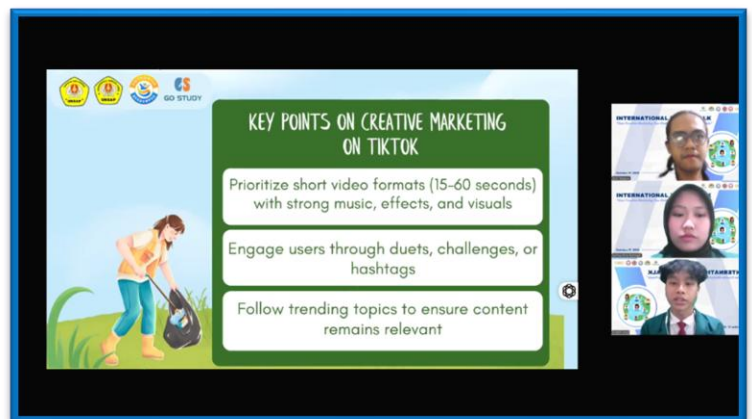 GO STUDY
KEY POINTS ON CREATIVE MARKETING
ON TIKTOK
Prioritize short video formats (15-60 seconds)
with strong music, effects, and visuals
Engage users through duets, challenges, or
hashtags
Follow trending topics to ensure content
remains relevant
INTERNATIONAL
INTERNATIONAL